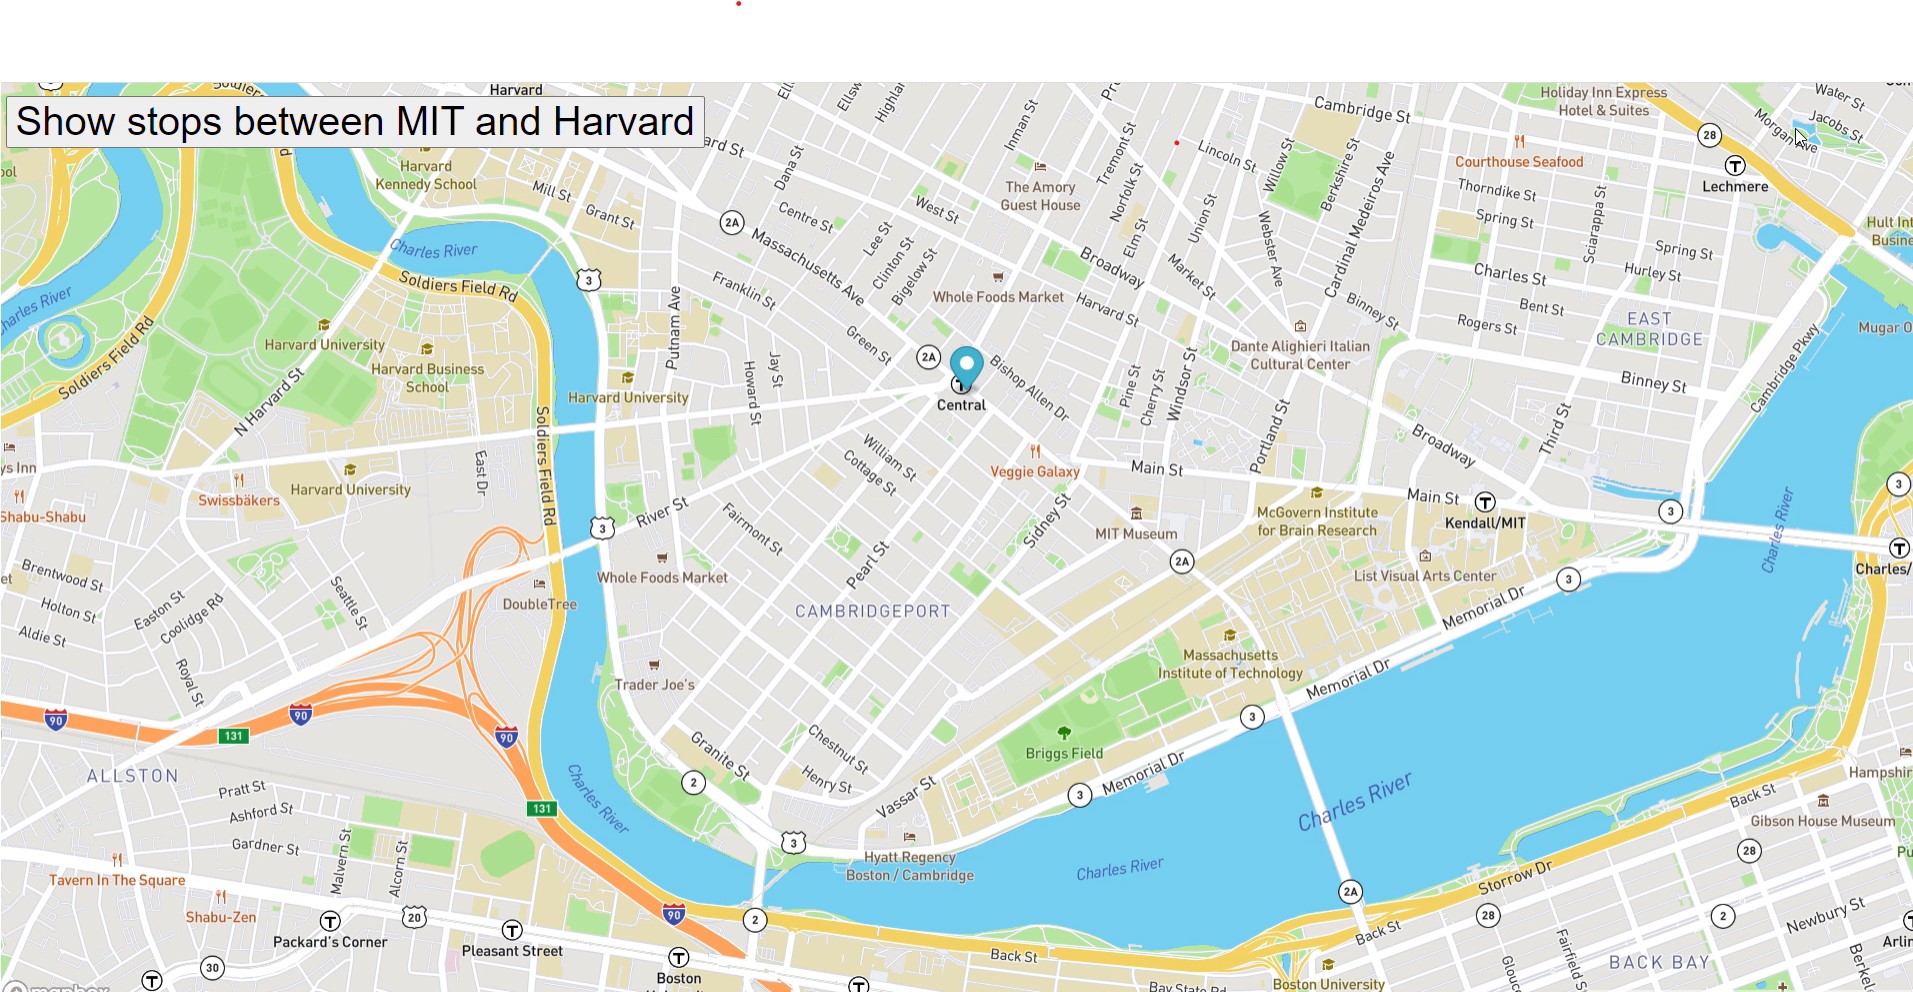 Soldiers
Harvard
Show stops between MIT and Harvard
Highlan
Inman St
Cambridge St
Holiday Inn Express
Hotel & Suites
Water St
Jacobs St
Morgan Ave
28
Lechmere
Courthouse Seafood
Lincoln St
Willow St
Berkshire St
Cardinal Medeiros Ave
Tremont St
Norfolk St
Elm St
Union St
Webster Ave
Market St
The Amory
Guest House
Dana St
ard St
Harvard
Kennedy School
Mill St
Grant St
Centre St
2A
Massachusetts Ave
Lee St
Clinton St
Bigelow St
West St
Broadway
Thorndike St
Spring St
Sciarappa St
Spring St
Hurley St
Charles St
Bent St
Rogers St
Hult Int
Busine
Charles River
Soldiers Field Rd
3
Franklin St
Whole Foods Market
Harvard St
Binney St
EAST
CAMBRIDGE
Mugar O
Charles River
Soldiers Field Rd
Harvard University
Harvard Business
School
N Harvard St
Harvard University
Putnam Ave
Green St
Jay St
Howard St
2A
Central
Bishop Allen Dr
Pine St
Cherry St
Windsor St
Dante Alighieri Italian
Cultural Center
Portland St
Binney St
Third St
Cambridge Pkwy
Broadway
ys Inn
Shabu-Shabu
Swissbäkers
Harvard University
East Dr
Soldiers Field Rd
3
River St
William St
Cottage St
Veggie Galaxy
Main St
Sidney St
MIT Museum
2A
McGovern Institute
for Brain Research
Main St
Kendall/MIT
3
Charles River
3
Charles/
List Visual Arts Center
3
Memorial Dr
Fairmont St
Pearl St
Whole Foods Market
DoubleTree
CAMBRIDGEPORT
Brentwood St
Holton St
Aldie St
Easton St
Coolidge Rd
Seattle St
Royal St
Trader Joe's
Massachusetts
Institute of Technology
Memorial Dr
3
90
131
90
90
Briggs Field
Memorial Dr
3
Granite St
2
Chestnut St
Henry St
Vassar St
ALLSTON
Pratt St
Ashford St
Gardner St
Malvern St
Alcorn St
131
Charles River
3
Hyatt Regency
Boston / Cambridge
Charles River
Charles River
Hampshir
Back St
Gibson House Museum
28
Storrow Dr
2A
Tavern In The Square
Shabu-Zen
Packard's Corner
20
Pleasant Street
90
2
Boston
30
Back St
Back St
28
2
Newbury St
Arlin
Fairfield S
Glouc
BACK BAY
Berkele
Boston University
Bay State Rd
mapbox